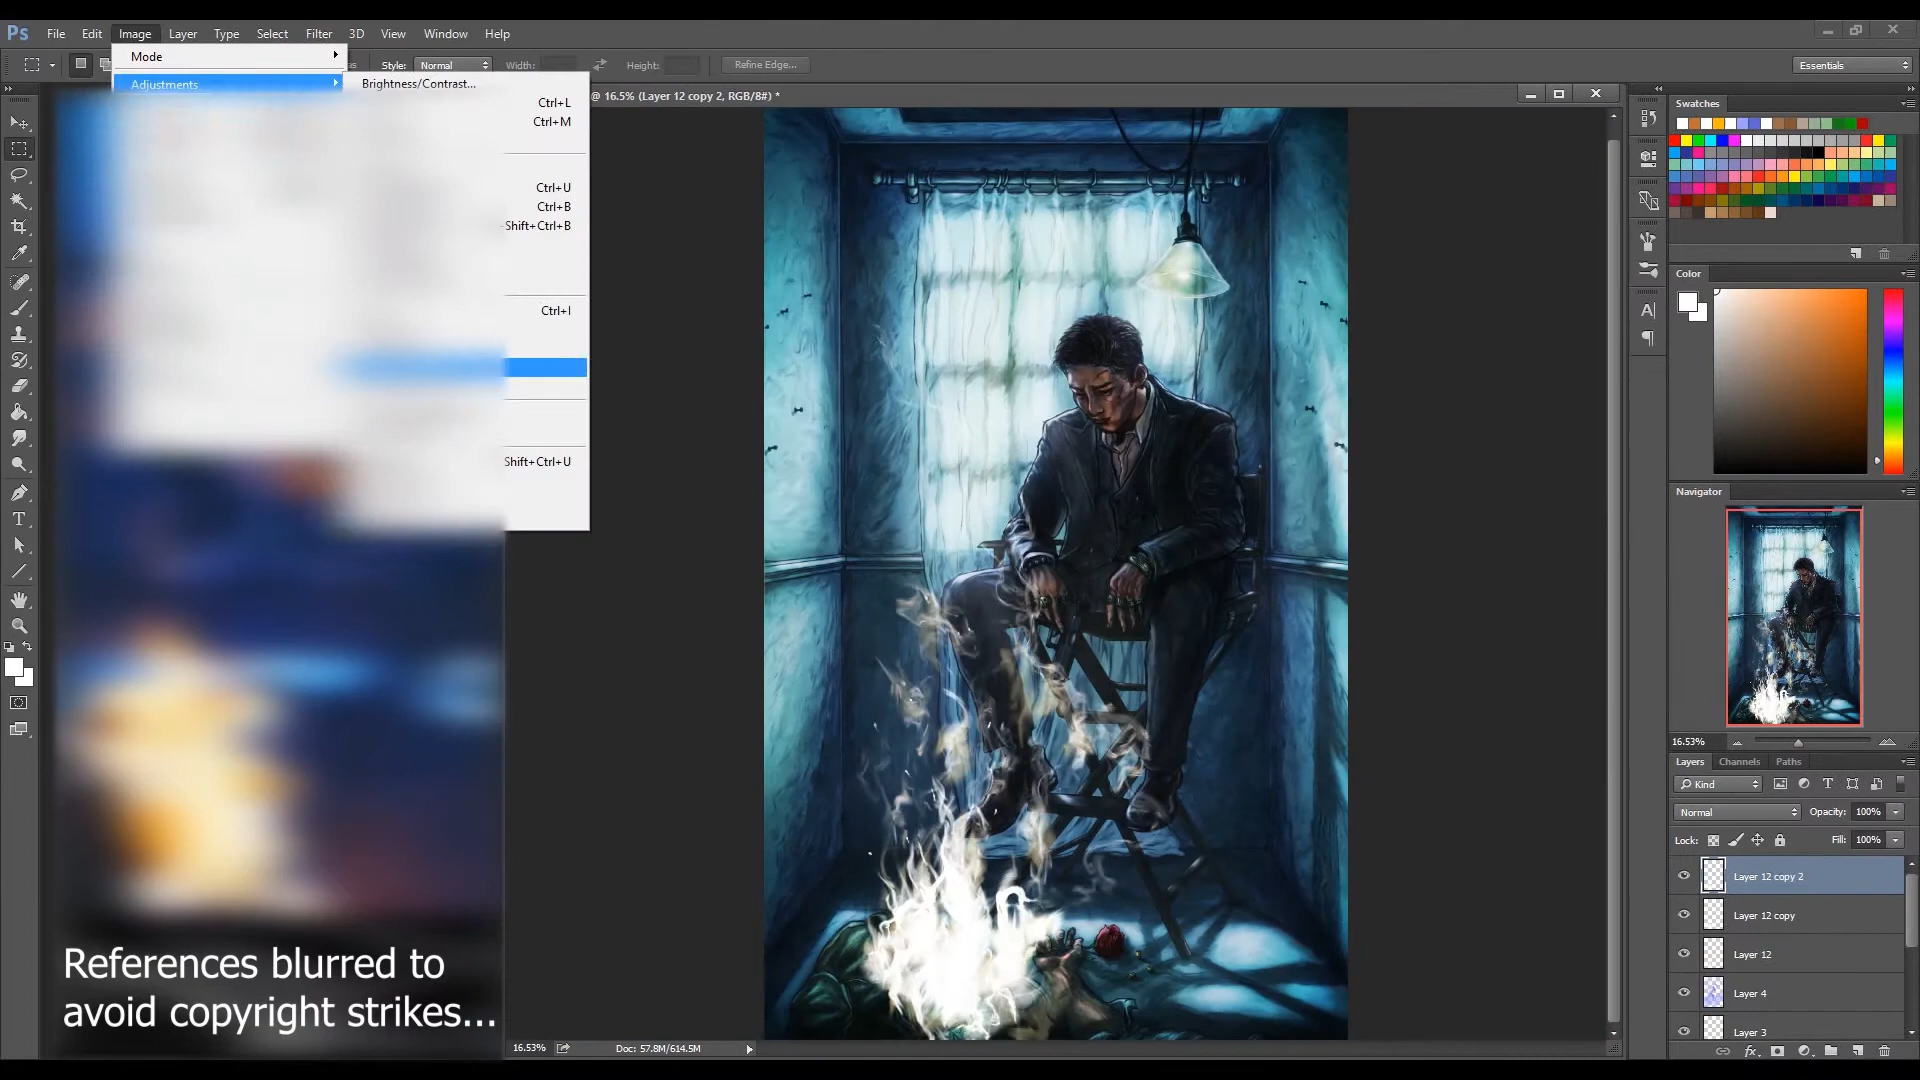 Ps File Edit Image Layer Type Select Filter 3D View Window Help
Mode
Style: Normal Width: Height: Refine Edge... Essentials
Adjustments
Brightness/Contrast...
@ 16.5% (Layer 12 copy 2, RGB/8#) *
Ctrl+L
Ctrl+M
Ctrl+U
Ctrl+B
Shift+Ctrl+B
Ctrl+I
Shift+Ctrl+U
Swatches
Color
Navigator
16.53%
Layers Channels Paths
Kind
Normal Opacity: 100%
Lock: Fill: 100%
Layer 12 copy 2
Layer 12 copy
Layer 12
Layer 4
Layer 3
References blurred to
avoid copyright strikes...
16.53% Doc: 57.8M/614.5M